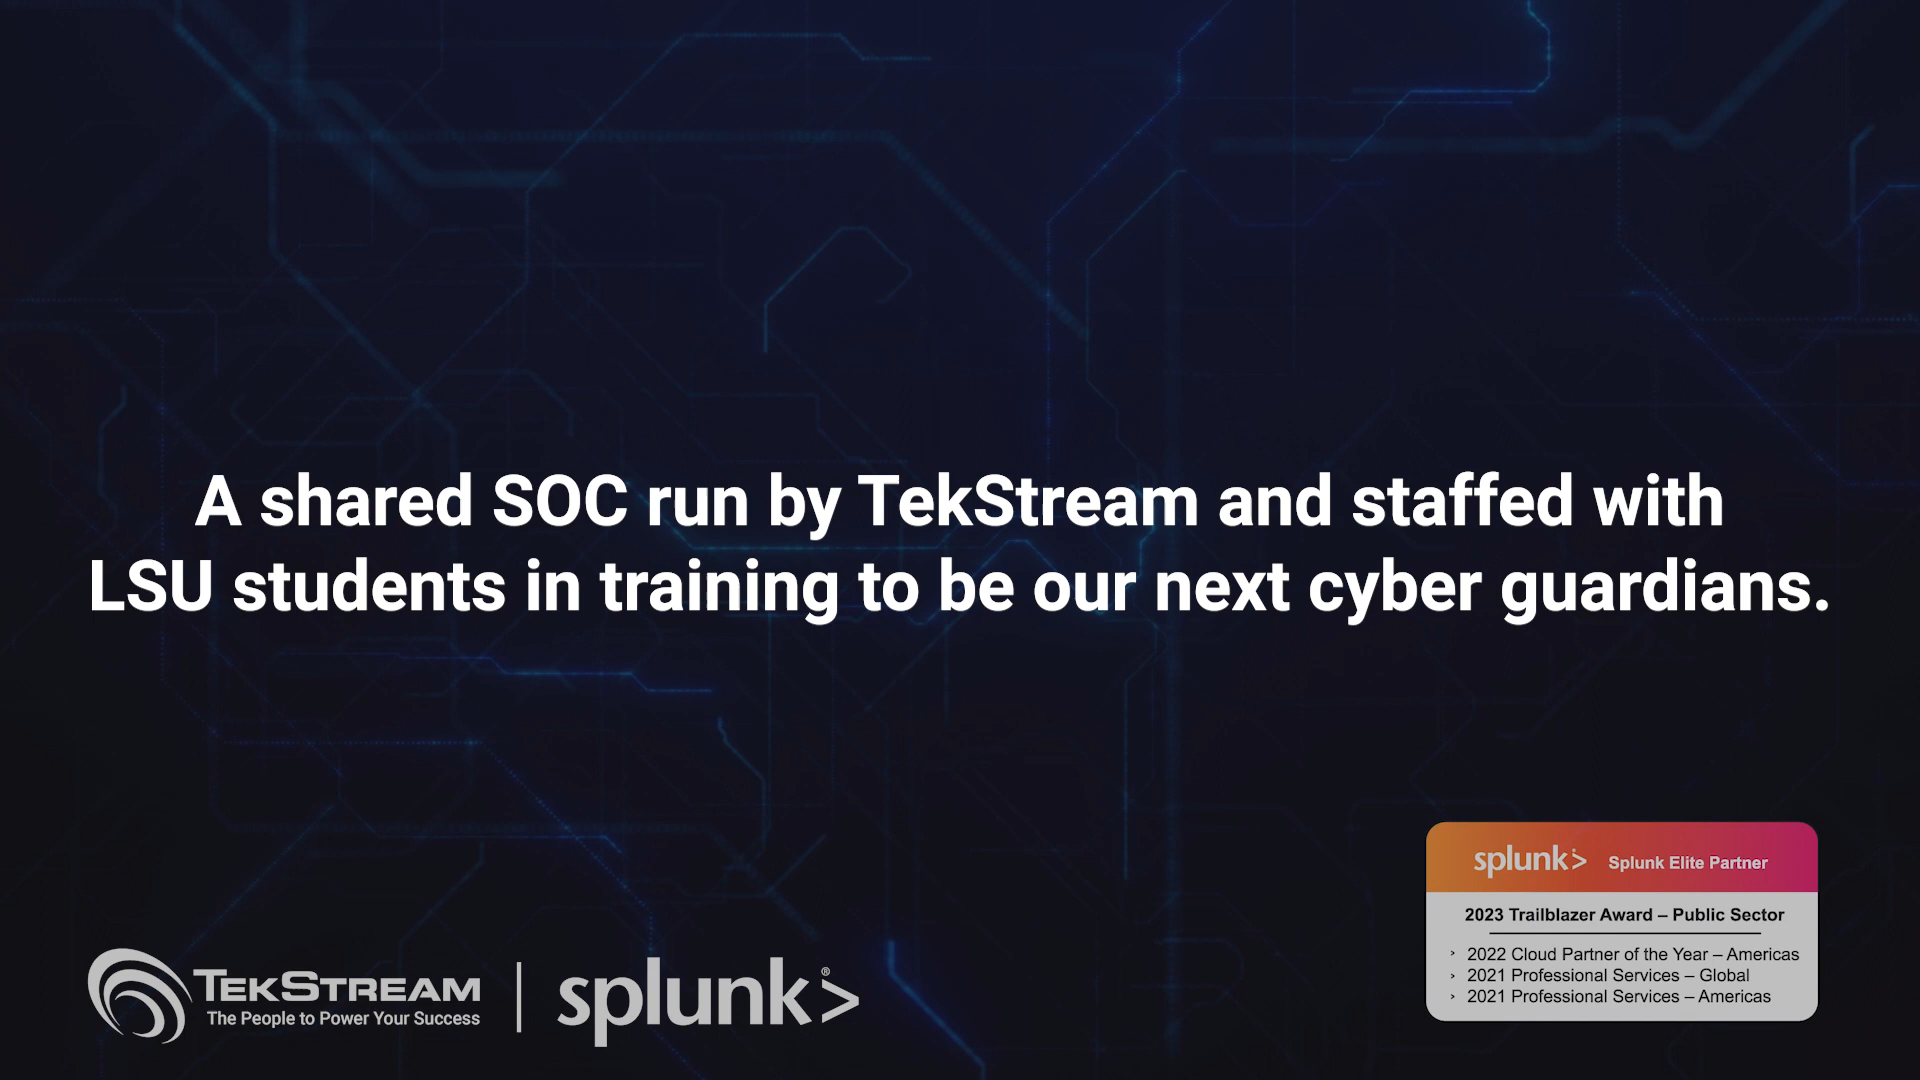 A shared SOC run by TekStream and staffed with
LSU students in training to be our next cyber guardians.
splunk> Splunk Elite Partner
2023 Trailblazer Award – Public Sector
› 2022 Cloud Partner of the Year – Americas
› 2021 Professional Services – Global
› 2021 Professional Services – Americas
TEKSTREAM
The People to Power Your Success
splunk>®